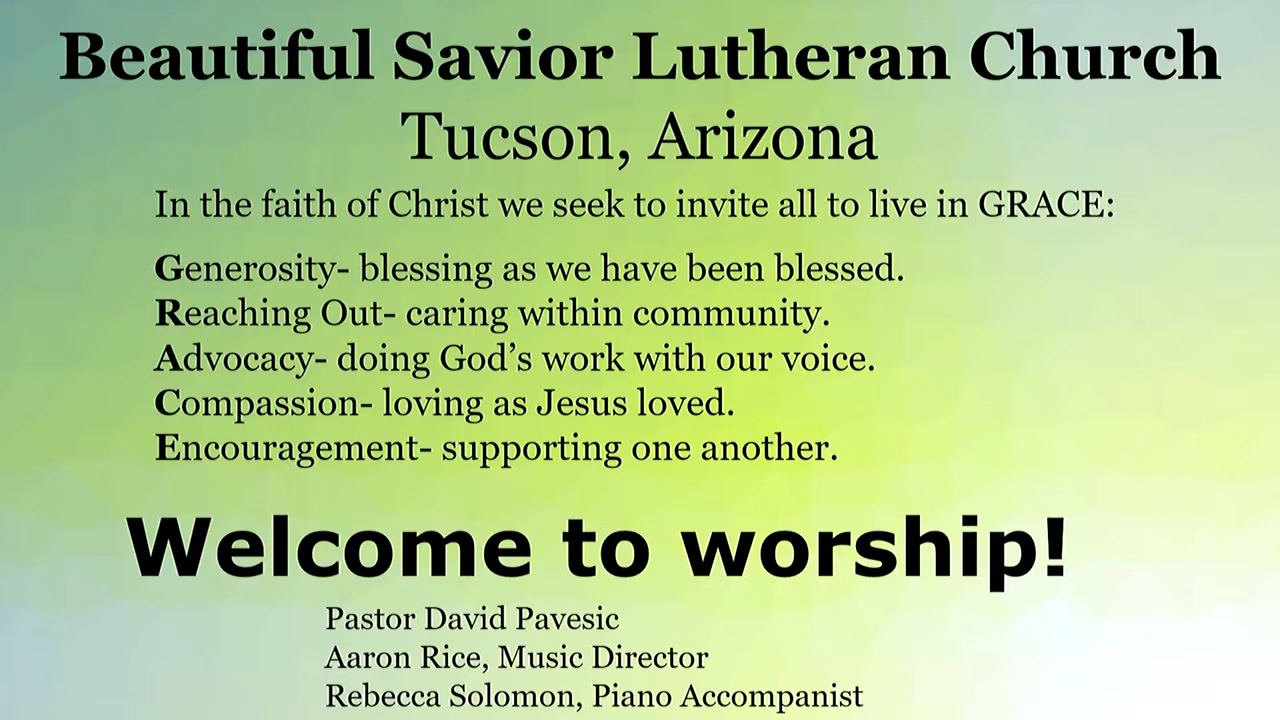 Beautiful Savior Lutheran Church
Tucson, Arizona
In the faith of Christ we seek to invite all to live in GRACE:
Generosity- blessing as we have been blessed.
Reaching Out- caring within community.
Advocacy- doing God’s work with our voice.
Compassion- loving as Jesus loved.
Encouragement- supporting one another.
Welcome to worship!
Pastor David Pavesic
Aaron Rice, Music Director
Rebecca Solomon, Piano Accompanist